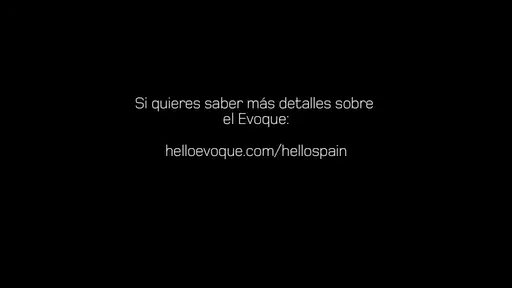 Si quieres saber más detalles sobre
el Evoque:
helloevoque.com/hellospain